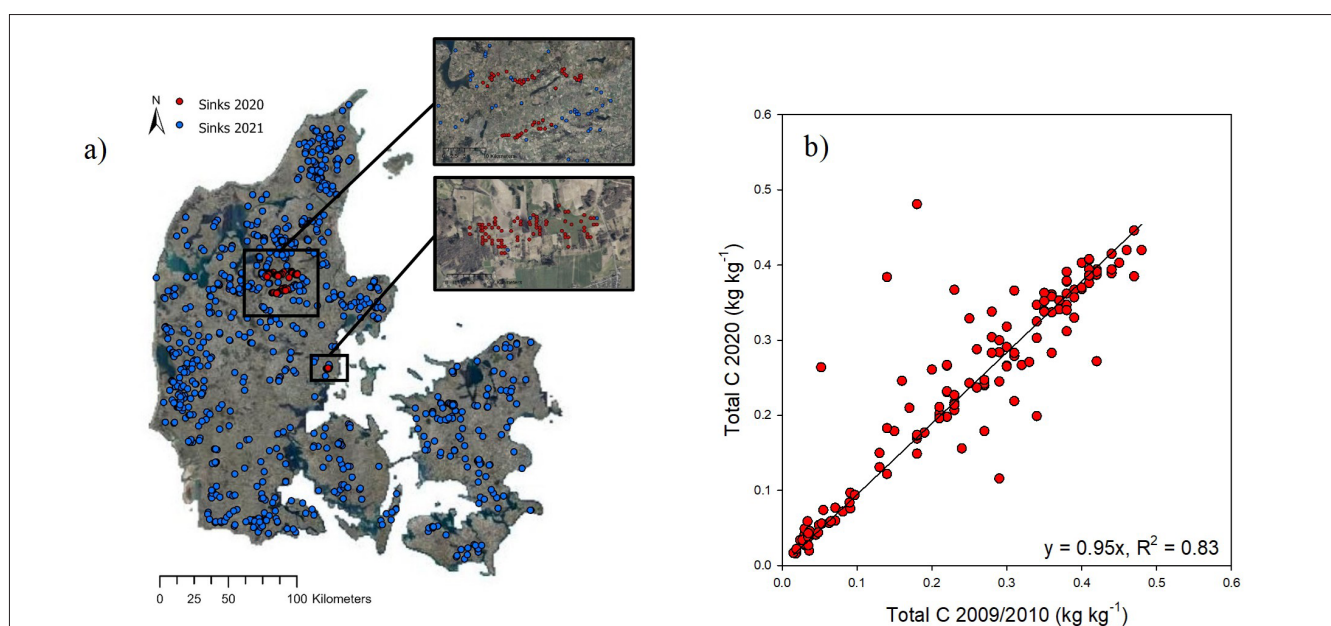 N
Sinks 2020
Sinks 2021
a)
0 25 50 100 Kilometers
b)
0.6
0.5
0.4
0.3
0.2
0.1
0.0
Total C 2020 (kg kg⁻¹)
y = 0.95x, R² = 0.83
0.0 0.1 0.2 0.3 0.4 0.5 0.6
Total C 2009/2010 (kg kg⁻¹)